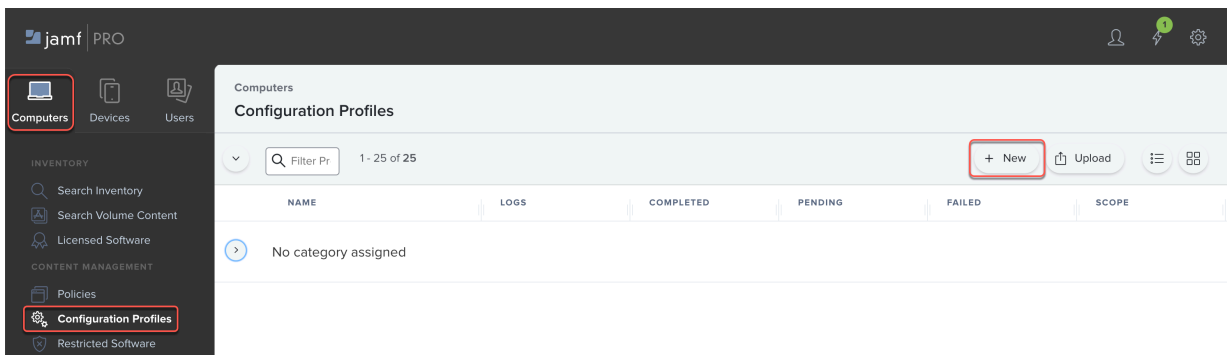 jamf PRO
1
Computers
Devices
Users
INVENTORY
Search Inventory
Search Volume Content
Licensed Software
CONTENT MANAGEMENT
Policies
Configuration Profiles
Restricted Software
Computers
Configuration Profiles
Filter Pr
1 - 25 of 25
+ New
Upload
NAME LOGS COMPLETED PENDING FAILED SCOPE
No category assigned